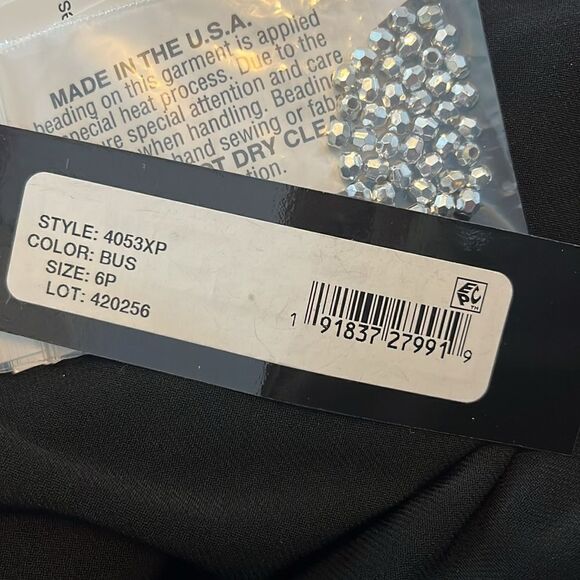 MADE IN THE U.S.A.
beading on this garment is applied
special heat process. Due to the
special attention and care
when handling. Beading
hand sewing or
DRY
STYLE: 4053XP
COLOR: BUS
SIZE: 6P
LOT: 420256
1 91837 27991 9